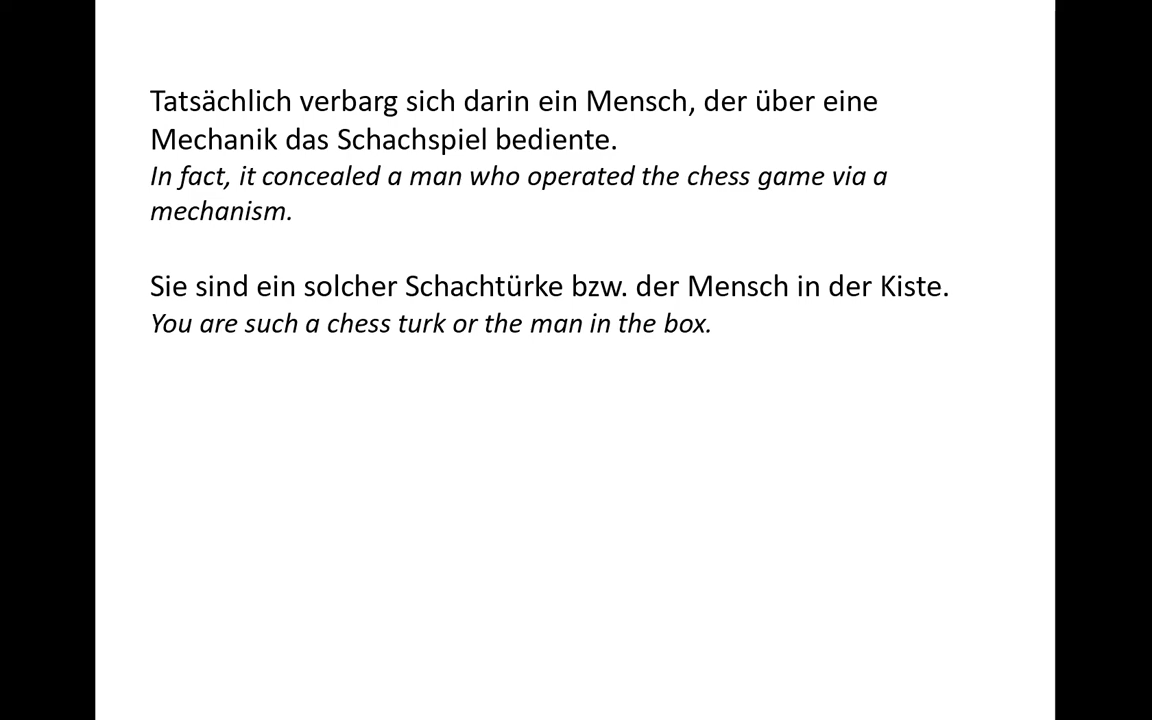 Tatsächlich verbarg sich darin ein Mensch, der über eine
Mechanik das Schachspiel bediente.
In fact, it concealed a man who operated the chess game via a
mechanism.
Sie sind ein solcher Schachtürke bzw. der Mensch in der Kiste.
You are such a chess turk or the man in the box.